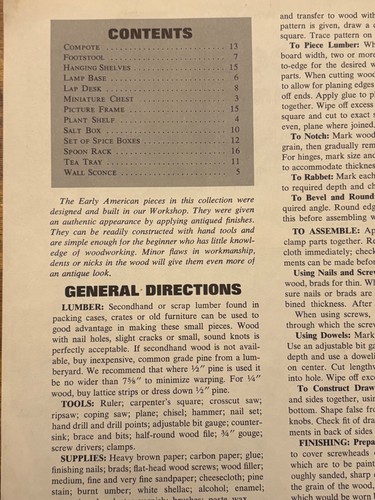 CONTENTS
COMPOTE . . . . . . . . . . . . . . . . . . . . . 13
FOOTSTOOL . . . . . . . . . . . . . . . . . . . . 7
HANGING SHELVES . . . . . . . . . . . . . . . . . 15
LAMP BASE . . . . . . . . . . . . . . . . . . . . 6
LAP DESK . . . . . . . . . . . . . . . . . . . . 8
MINIATURE CHEST . . . . . . . . . . . . . . . . . 3
PICTURE FRAME . . . . . . . . . . . . . . . . . . 15
PLANT SHELF . . . . . . . . . . . . . . . . . . . 4
SALT BOX . . . . . . . . . . . . . . . . . . . . 10
SET OF SPICE BOXES . . . . . . . . . . . . . . . 12
SPOON RACK . . . . . . . . . . . . . . . . . . . 16
TEA TRAY . . . . . . . . . . . . . . . . . . . . 11
WALL SCONCE . . . . . . . . . . . . . . . . . . . 5
The Early American pieces in this collection were
designed and built in our Workshop. They were given
an authentic appearance by applying antiqued finishes.
They can be readily constructed with hand tools and
are simple enough for the beginner who has little knowl-
edge of woodworking. Minor flaws in workmanship,
dents or nicks in the wood will give them even more of
an antique look.
GENERAL DIRECTIONS
LUMBER: Secondhand or scrap lumber found in
packing cases, crates or old furniture can be used to
good advantage in making these small pieces. Wood
with nail holes, slight cracks or small, sound knots is
perfectly acceptable. If secondhand wood is not avail-
able, buy inexpensive, common grade pine from a lum-
beryard. We recommend that where ½" pine is used it
be no wider than 7⅝" to minimize warping. For ¼"
wood, buy lattice strips or dress down ½" pine.
TOOLS: Ruler; carpenter's square; crosscut saw;
ripsaw; coping saw; plane; chisel; hammer; nail set;
hand drill and drill points; adjustable bit gauge; counter-
sink; brace and bits; half-round wood file; ¾" gouge;
screw drivers; clamps.
SUPPLIES: Heavy brown paper; carbon paper; glue;
finishing nails; brads; flat-head wood screws; wood filler;
medium, fine and very fine sandpaper; cheesecloth; pine
stain; burnt umber; white shellac; alcohol; enamel;
and transfer to wood with
pattern is given, draw a
square. Trace pattern on
To Piece Lumber:
board width, two or more
to-edge for the desired
parts. When cutting wood
to allow for planing edges
off ends. Apply glue to
together. Wipe off excess
square and cut to exact
even, plane where joined.
To Notch: Mark
grain, then gradually rem
For hinges, mark size and
to accommodate thickness
To Rabbet: Mark each
to required depth and ch
To Bevel and Round
quired angle. Round edg
this before assembling
TO ASSEMBLE:
clamp parts together. Re
cloth immediately; check
ments can be made befor
Using Nails and Screw
wood, brads for thin. Wh
sure nails or brads are
bined thickness. After
When using screws,
through which the screw
Using Dowels: Mark
Use an adjustable bit ga
depth and use a doweli
on center. Cut lengthw
into hole. Wipe off exce
To Construct Draw
and sides together, using
bottom. Shape false fro
knobs. Check fit of dra
ments in back of sides
FINISHING: Prepa
to cover screwheads
which are to be paint
roughly sanded, sharp
the grain of the wood,
which would be worn